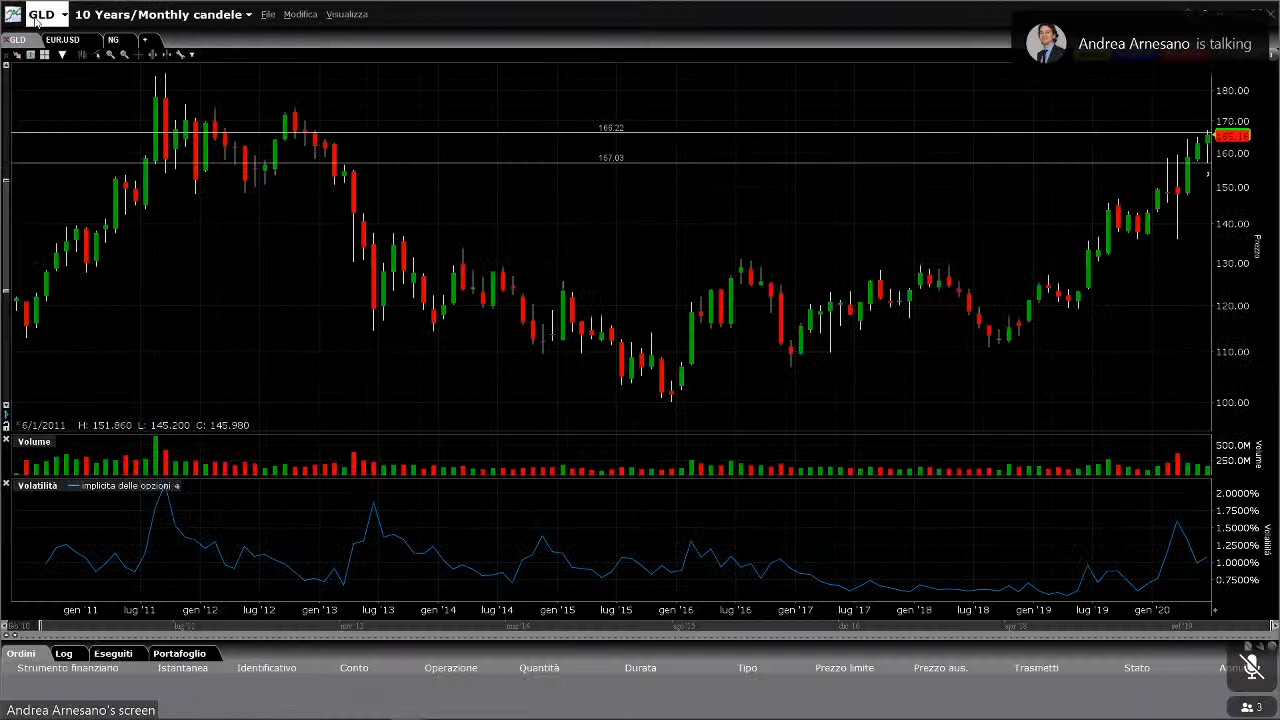 GLD 10 Years/Monthly candele File Modifica Visualizza
GLD EUR.USD NG +
Andrea Arnesano is talking
180.00
170.00
166.22
165.16
160.00
157.03
150.00
140.00
130.00
120.00
110.00
100.00
Prezzo
6/1/2011 H: 151.860 L: 145.200 C: 145.980
Volume
500.0M
250.0M
Volume
Volatilità implicita delle opzioni
2.0000%
1.7500%
1.5000%
1.2500%
1.0000%
0.7500%
Volatilità
gen '11 lug '11 gen '12 lug '12 gen '13 lug '13 gen '14 lug '14 gen '15 lug '15 gen '16 lug '16 gen '17 lug '17 gen '18 lug '18 gen '19 lug '19 gen '20
Ordini Log Eseguiti Portafoglio
Strumento finanziario Istantanea Identificativo Conto Operazione Quantità Durata Tipo Prezzo limite Prezzo aus. Trasmetti Stato
3
Andrea Arnesano's screen